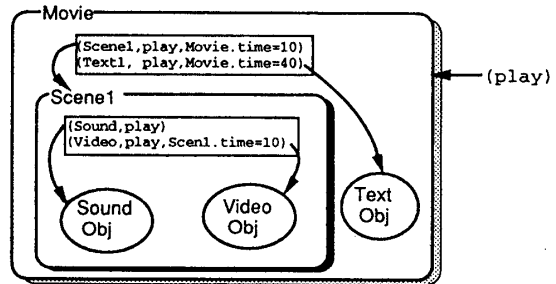 Movie
(Scene1,play,Movie.time=10)
(Text1, play,Movie.time=40)
(play)
Scene1
(Sound,play)
(Video,play,Scen1.time=10)
Sound
Obj
Video
Obj
Text
Obj